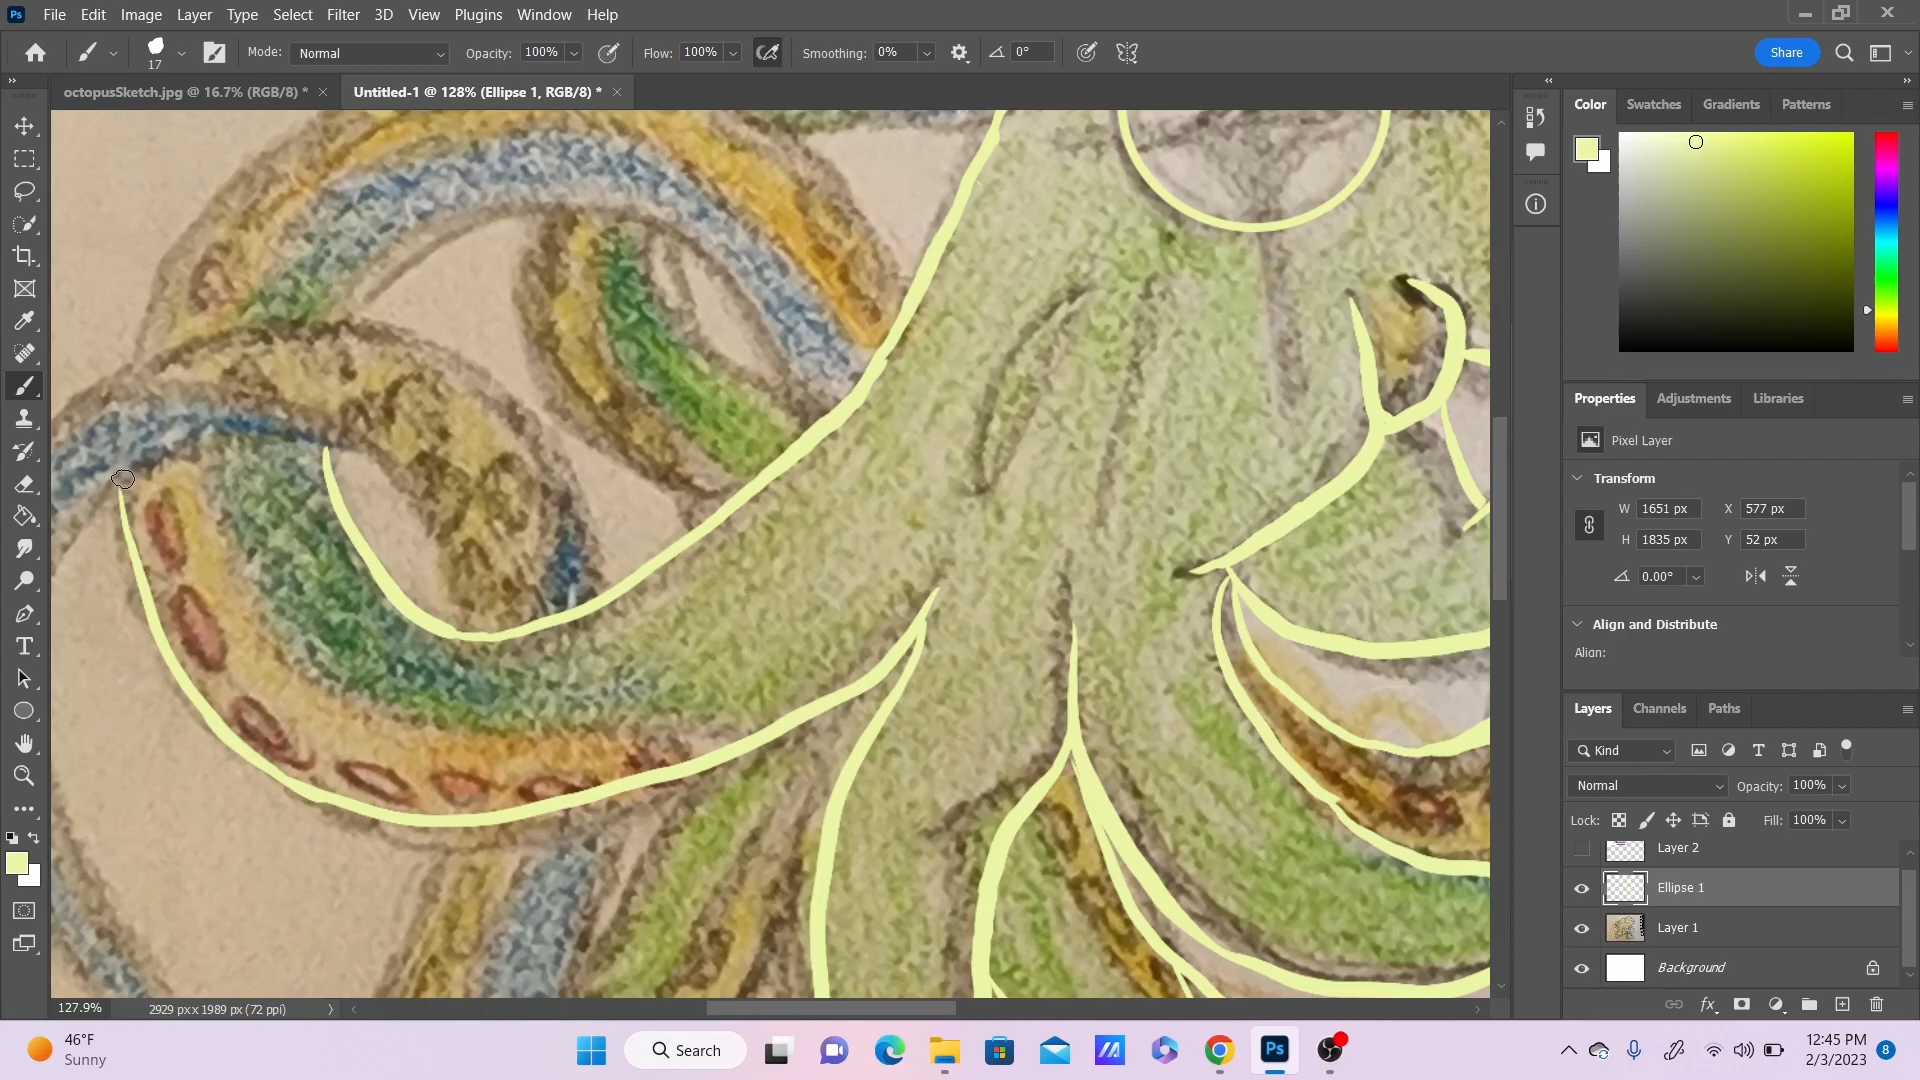 Ps File Edit Image Layer Type Select Filter 3D View Plugins Window Help
17 Mode: Normal Opacity: 100% Flow: 100% Smoothing: 0% 0° Share
octopusSketch.jpg @ 16.7% (RGB/8) * Untitled-1 @ 128% (Ellipse 1, RGB/8) *
Color Swatches Gradients Patterns
Properties Adjustments Libraries
Pixel Layer
Transform
W 1651 px X 577 px
H 1835 px Y 52 px
0.00°
Align and Distribute
Align:
Layers Channels Paths
Kind
Normal Opacity: 100%
Lock: Fill: 100%
Layer 2
Ellipse 1
Layer 1
Background
127.9% 2929 px x 1989 px (72 ppi)
46°F
Sunny
Search
Ps
12:45 PM
2/3/2023
8